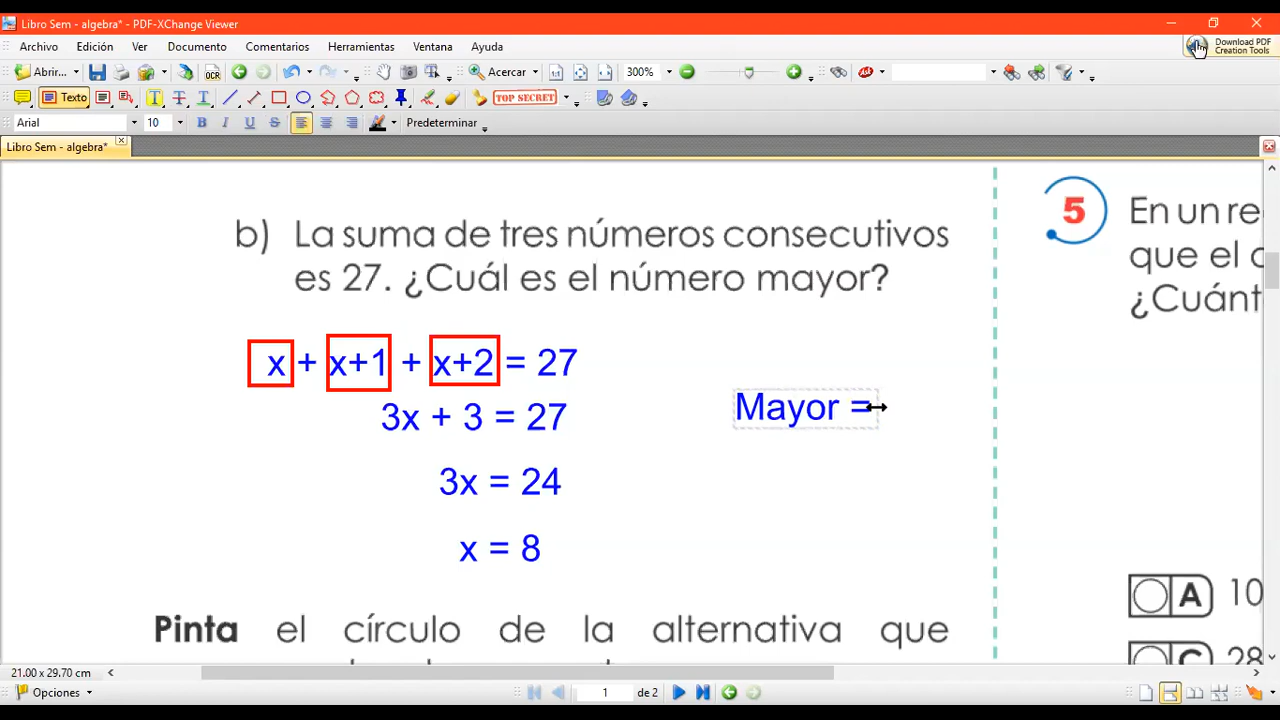 Libro Sem - algebra* - PDF-XChange Viewer
Archivo Edición Ver Documento Comentarios Herramientas Ventana Ayuda
Download PDF
Creation Tools
Abrir... OCR Acercar 300%
Texto TOP SECRET
Arial 10 B I U S Predeterminar
Libro Sem - algebra*
b) La suma de tres números consecutivos
es 27. ¿Cuál es el número mayor?
x + x+1 + x+2 = 27
3x + 3 = 27
3x = 24
x = 8
Mayor =
Pinta el círculo de la alternativa que
5 En un re
que el
¿Cuánt
A 10
C 28
21.00 x 29.70 cm
Opciones 1 de 2